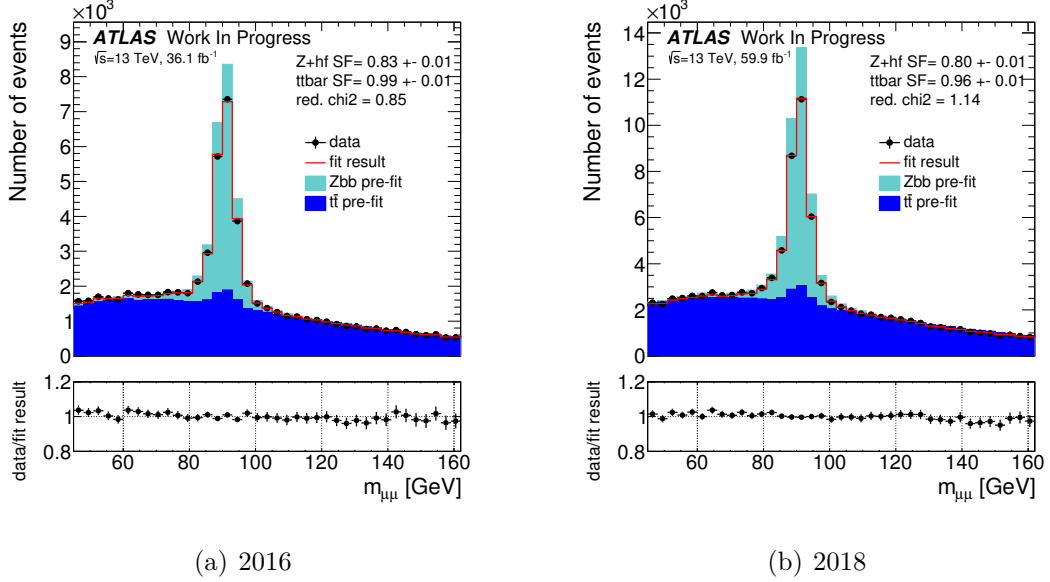 ×10³
Number of events
9
8
7
6
5
4
3
2
1
0
ATLAS Work In Progress
√s=13 TeV, 36.1 fb⁻¹
Z+hf SF= 0.83 +- 0.01
ttbar SF= 0.99 +- 0.01
red. chi2 = 0.85
data
fit result
Zbb pre-fit
tt̄ pre-fit
data/fit result
1.2
1
0.8
60 80 100 120 140 160
m_μμ [GeV]
(a) 2016
×10³
Number of events
14
12
10
8
6
4
2
0
ATLAS Work In Progress
√s=13 TeV, 59.9 fb⁻¹
Z+hf SF= 0.80 +- 0.01
ttbar SF= 0.96 +- 0.01
red. chi2 = 1.14
data
fit result
Zbb pre-fit
tt̄ pre-fit
data/fit result
1.2
1
0.8
60 80 100 120 140 160
m_μμ [GeV]
(b) 2018